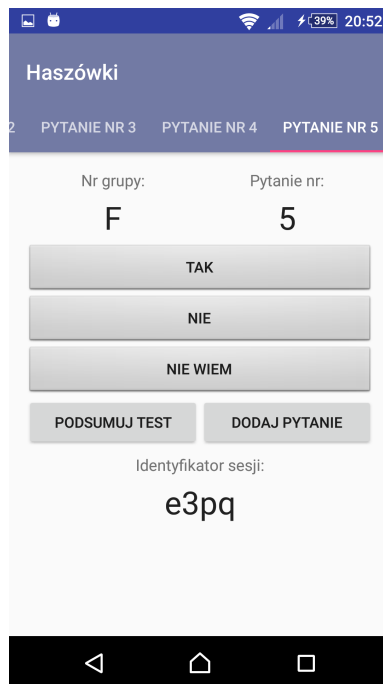 39% 20:52
Haszówki
2 PYTANIE NR 3 PYTANIE NR 4 PYTANIE NR 5
Nr grupy: Pytanie nr:
F 5
TAK
NIE
NIE WIEM
PODSUMUJ TEST DODAJ PYTANIE
Identyfikator sesji:
e3pq